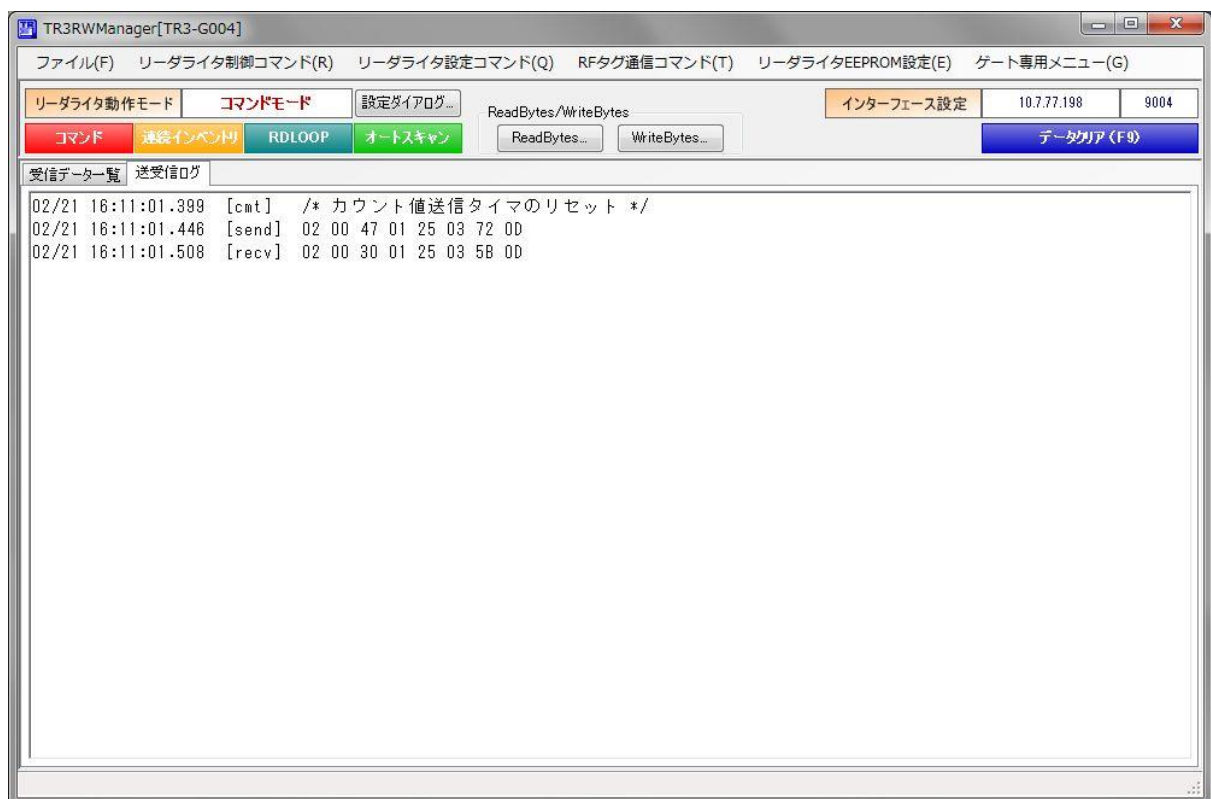 TR3RWManager[TR3-G004]
ファイル(F) リーダライタ制御コマンド(R) リーダライタ設定コマンド(Q) RFタグ通信コマンド(T) リーダライタEEPROM設定(E) ゲート専用メニュー(G)
リーダライタ動作モード コマンドモード 設定ダイアログ... ReadBytes/WriteBytes インターフェース設定 10.7.77.198 9004
コマンド 連続インベントリ RDLOOP オートスキャン ReadBytes... WriteBytes... データクリア(F9)
受信データ一覧 送受信ログ
02/21 16:11:01.399 [cmt] /* カウント値送信タイマのリセット */
02/21 16:11:01.446 [send] 02 00 47 01 25 03 72 0D
02/21 16:11:01.508 [recv] 02 00 30 01 25 03 5B 0D